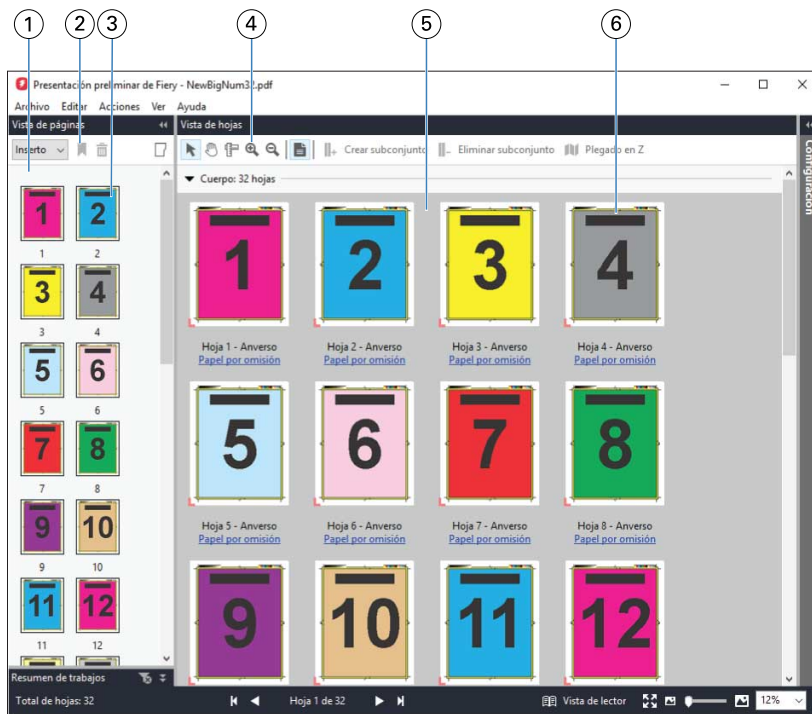 1 2 3 4 5 6
Presentación preliminar de Fiery - NewBigNum32.pdf
Archivo Editar Acciones Ver Ayuda
Vista de páginas Vista de hojas
Inserto Crear subconjunto Eliminar subconjunto Plegado en Z
Configuración
Cuerpo: 32 hojas
1 2
1 2
3 4
3 4
5 6
5 6
7 8
7 8
9 10
9 10
11 12
11 12
1 2 3 4
Hoja 1 - Anverso Hoja 2 - Anverso Hoja 3 - Anverso Hoja 4 - Anverso
Papel por omisión Papel por omisión Papel por omisión Papel por omisión
5 6 7 8
Hoja 5 - Anverso Hoja 6 - Anverso Hoja 7 - Anverso Hoja 8 - Anverso
Papel por omisión Papel por omisión Papel por omisión Papel por omisión
9 10 11 12
Resumen de trabajos
Total de hojas: 32 Hoja 1 de 32 Vista de lector 12%